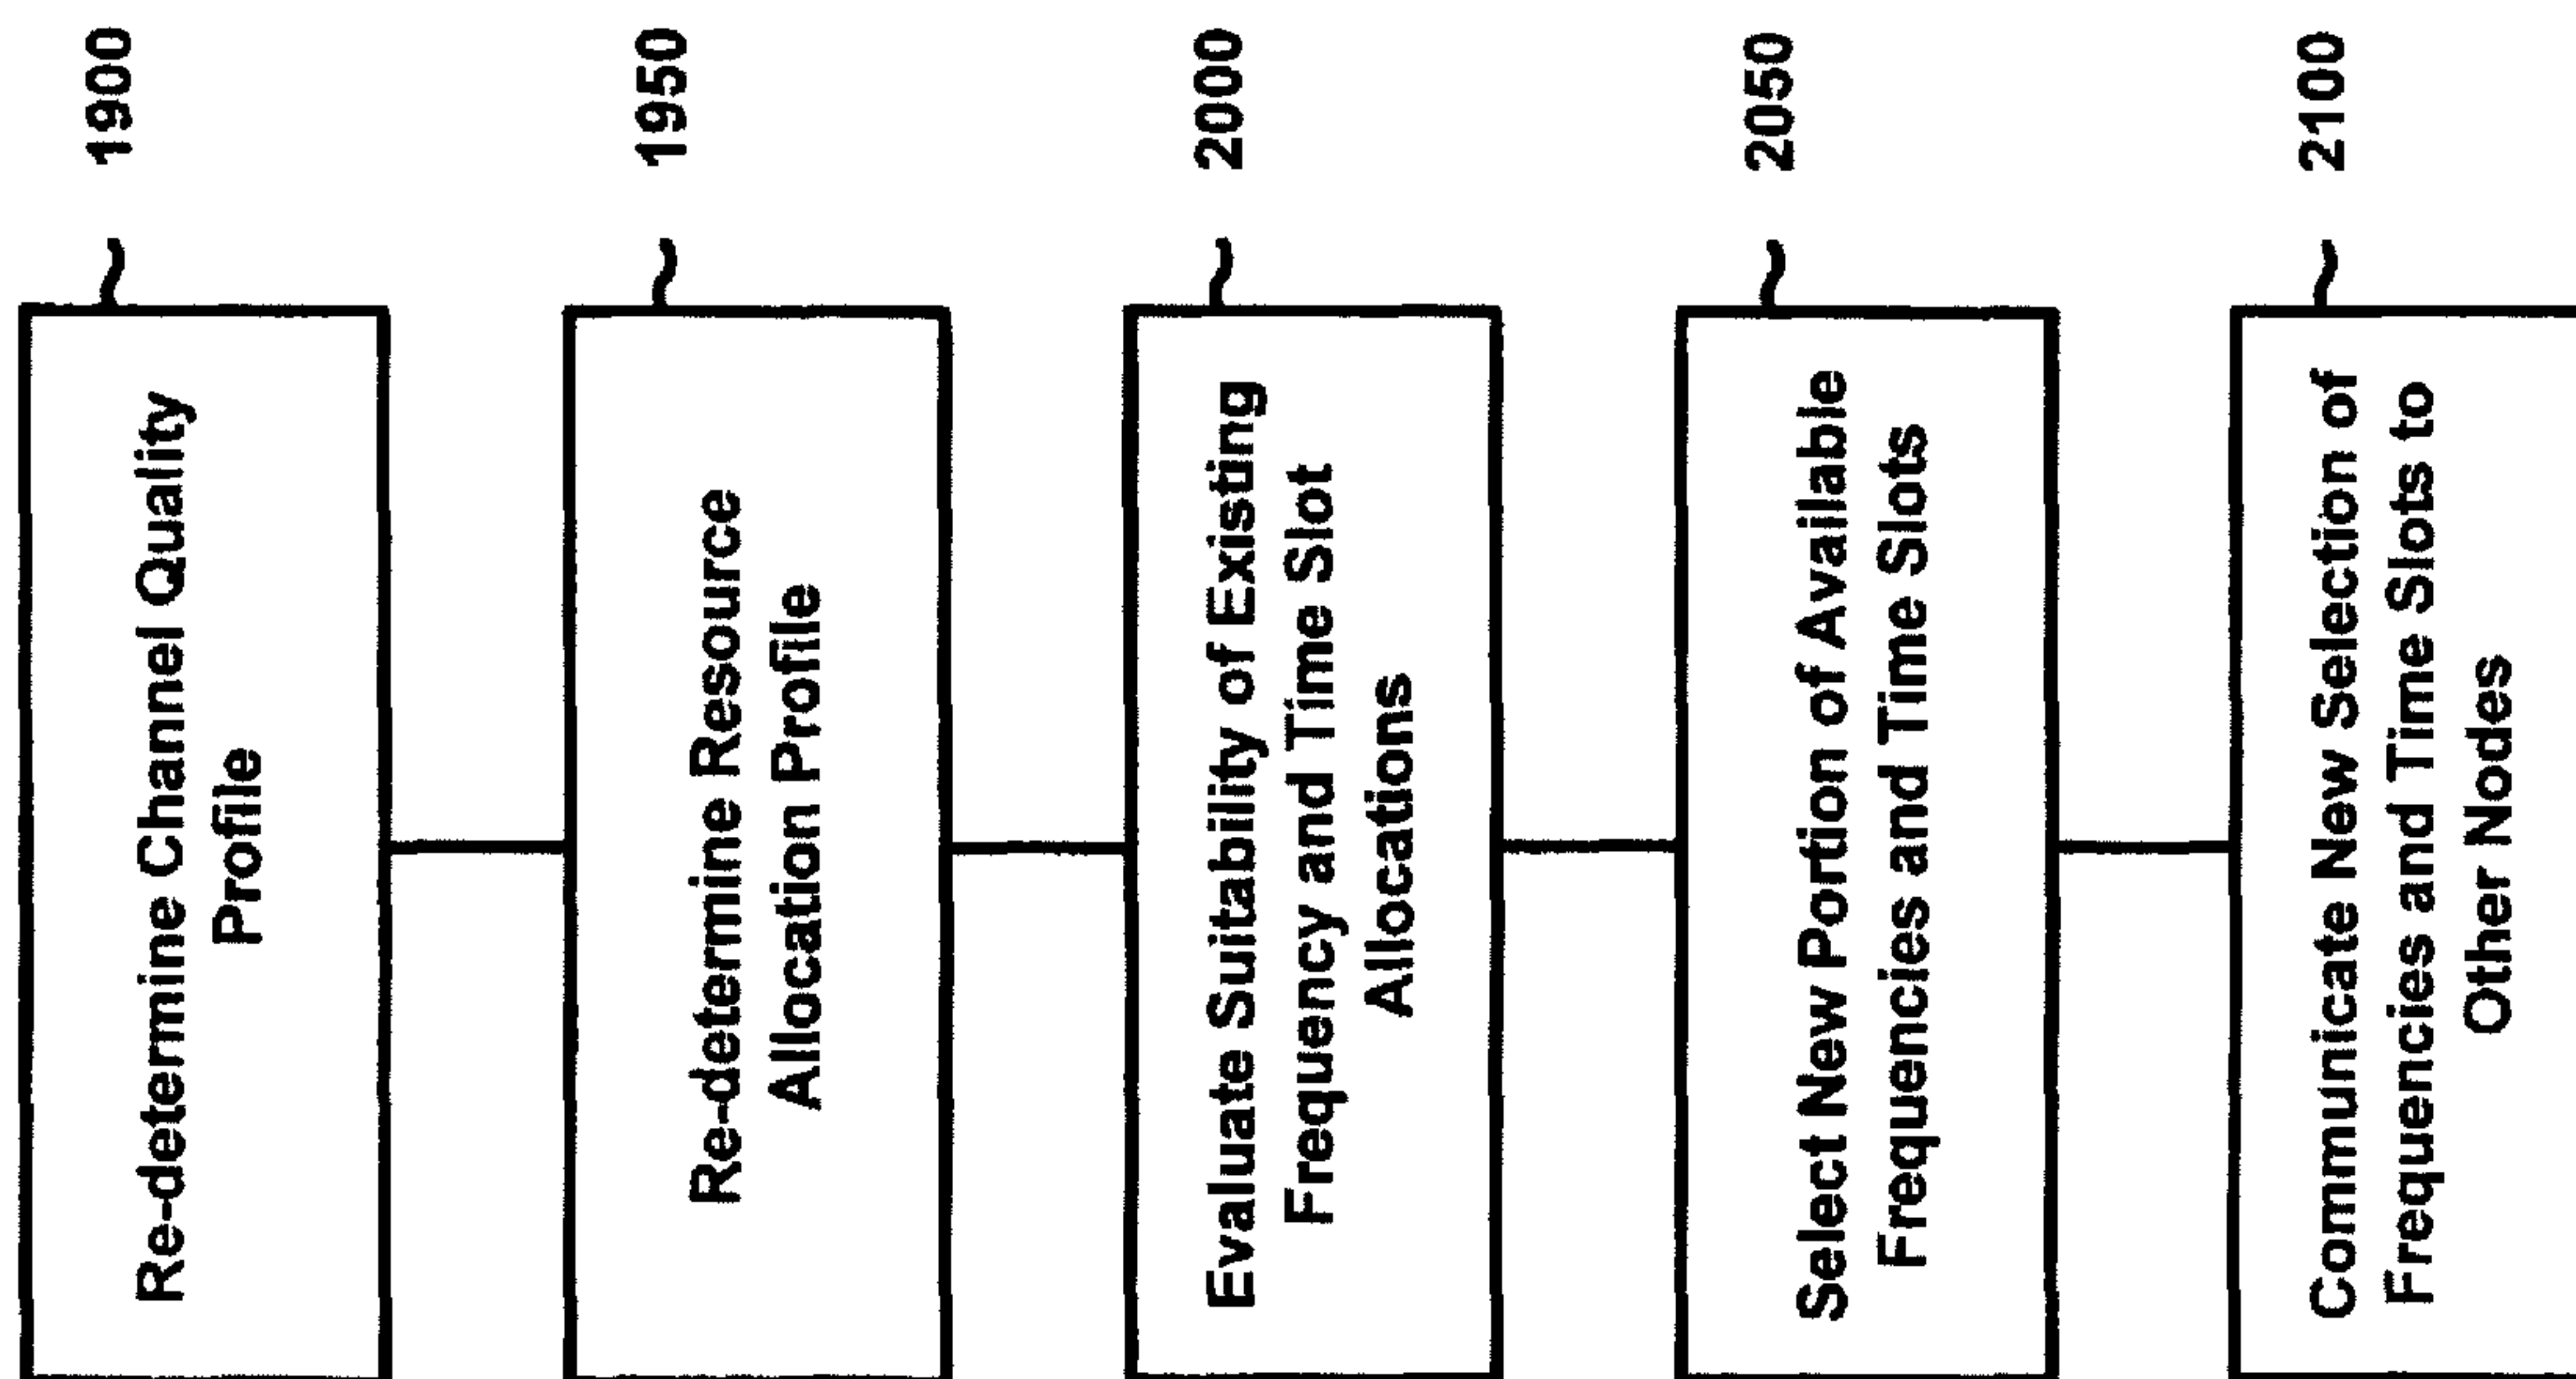 Re-determine Channel Quality
Profile
1900
Re-determine Resource
Allocation Profile
1950
Evaluate Suitability of Existing
Frequency and Time Slot
Allocations
2000
Select New Portion of Available
Frequencies and Time Slots
2050
Communicate New Selection of
Frequencies and Time Slots to
Other Nodes
2100